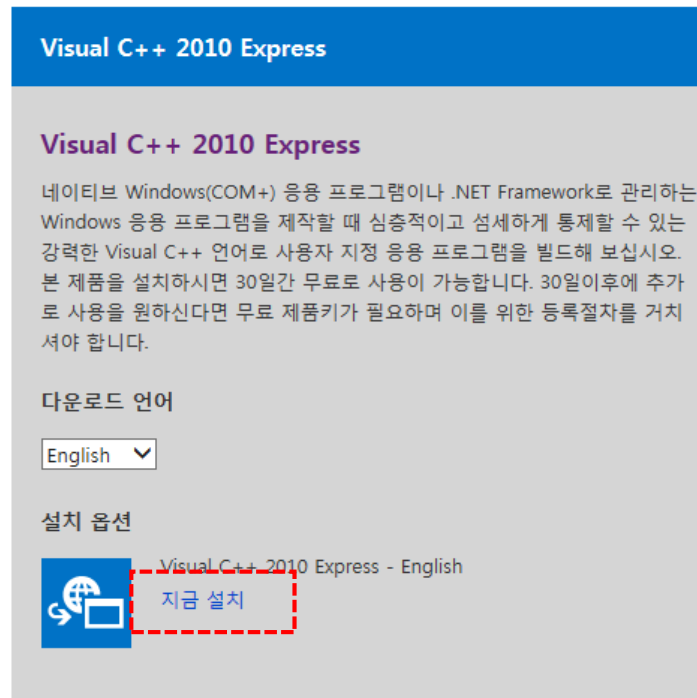 Visual C++ 2010 Express
Visual C++ 2010 Express
네이티브 Windows(COM+) 응용 프로그램이나 .NET Framework로 관리하는
Windows 응용 프로그램을 제작할 때 심층적이고 섬세하게 통제할 수 있는
강력한 Visual C++ 언어로 사용자 지정 응용 프로그램을 빌드해 보십시오.
본 제품을 설치하시면 30일간 무료로 사용이 가능합니다. 30일이후에 추가
로 사용을 원하신다면 무료 제품키가 필요하며 이를 위한 등록절차를 거치
셔야 합니다.
다운로드 언어
English
설치 옵션
Visual C++ 2010 Express - English
지금 설치